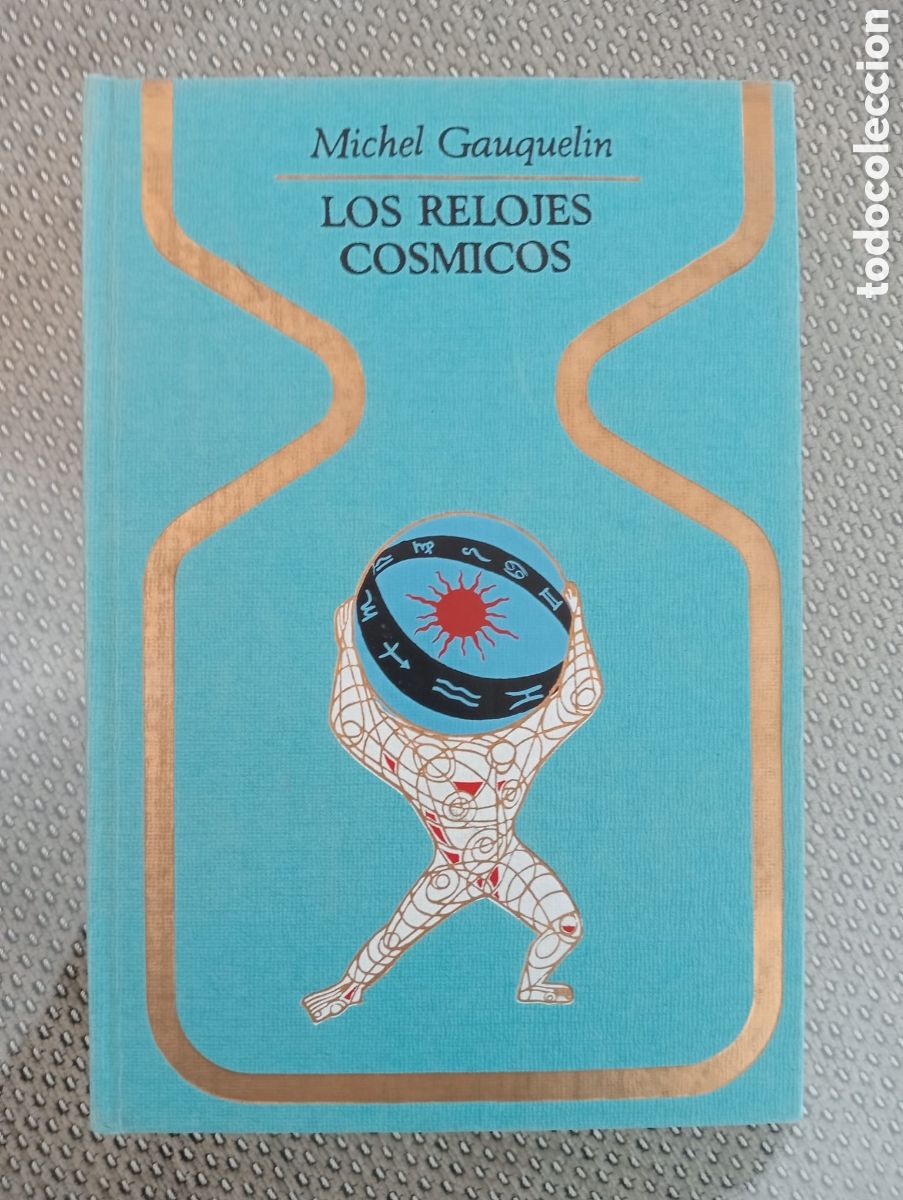 Michel Gauquelin
LOS RELOJES
COSMICOS
todocoleccion